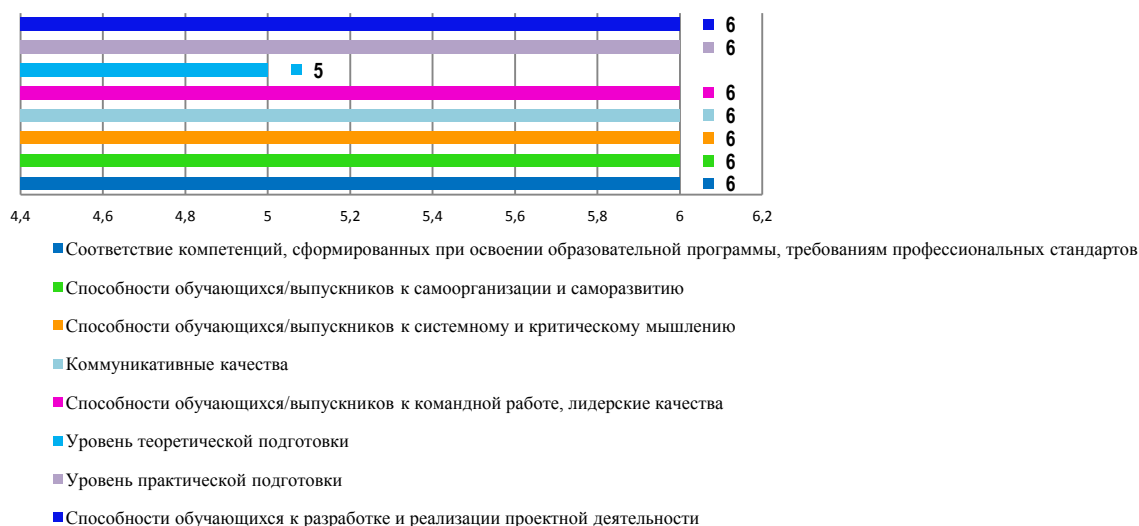 6
6
5
6
6
6
6
6
4,4 4,6 4,8 5 5,2 5,4 5,6 5,8 6 6,2
Соответствие компетенций, сформированных при освоении образовательной программы, требованиям профессиональных стандартов
Способности обучающихся/выпускников к самоорганизации и саморазвитию
Способности обучающихся/выпускников к системному и критическому мышлению
Коммуникативные качества
Способности обучающихся/выпускников к командной работе, лидерские качества
Уровень теоретической подготовки
Уровень практической подготовки
Способности обучающихся к разработке и реализации проектной деятельности